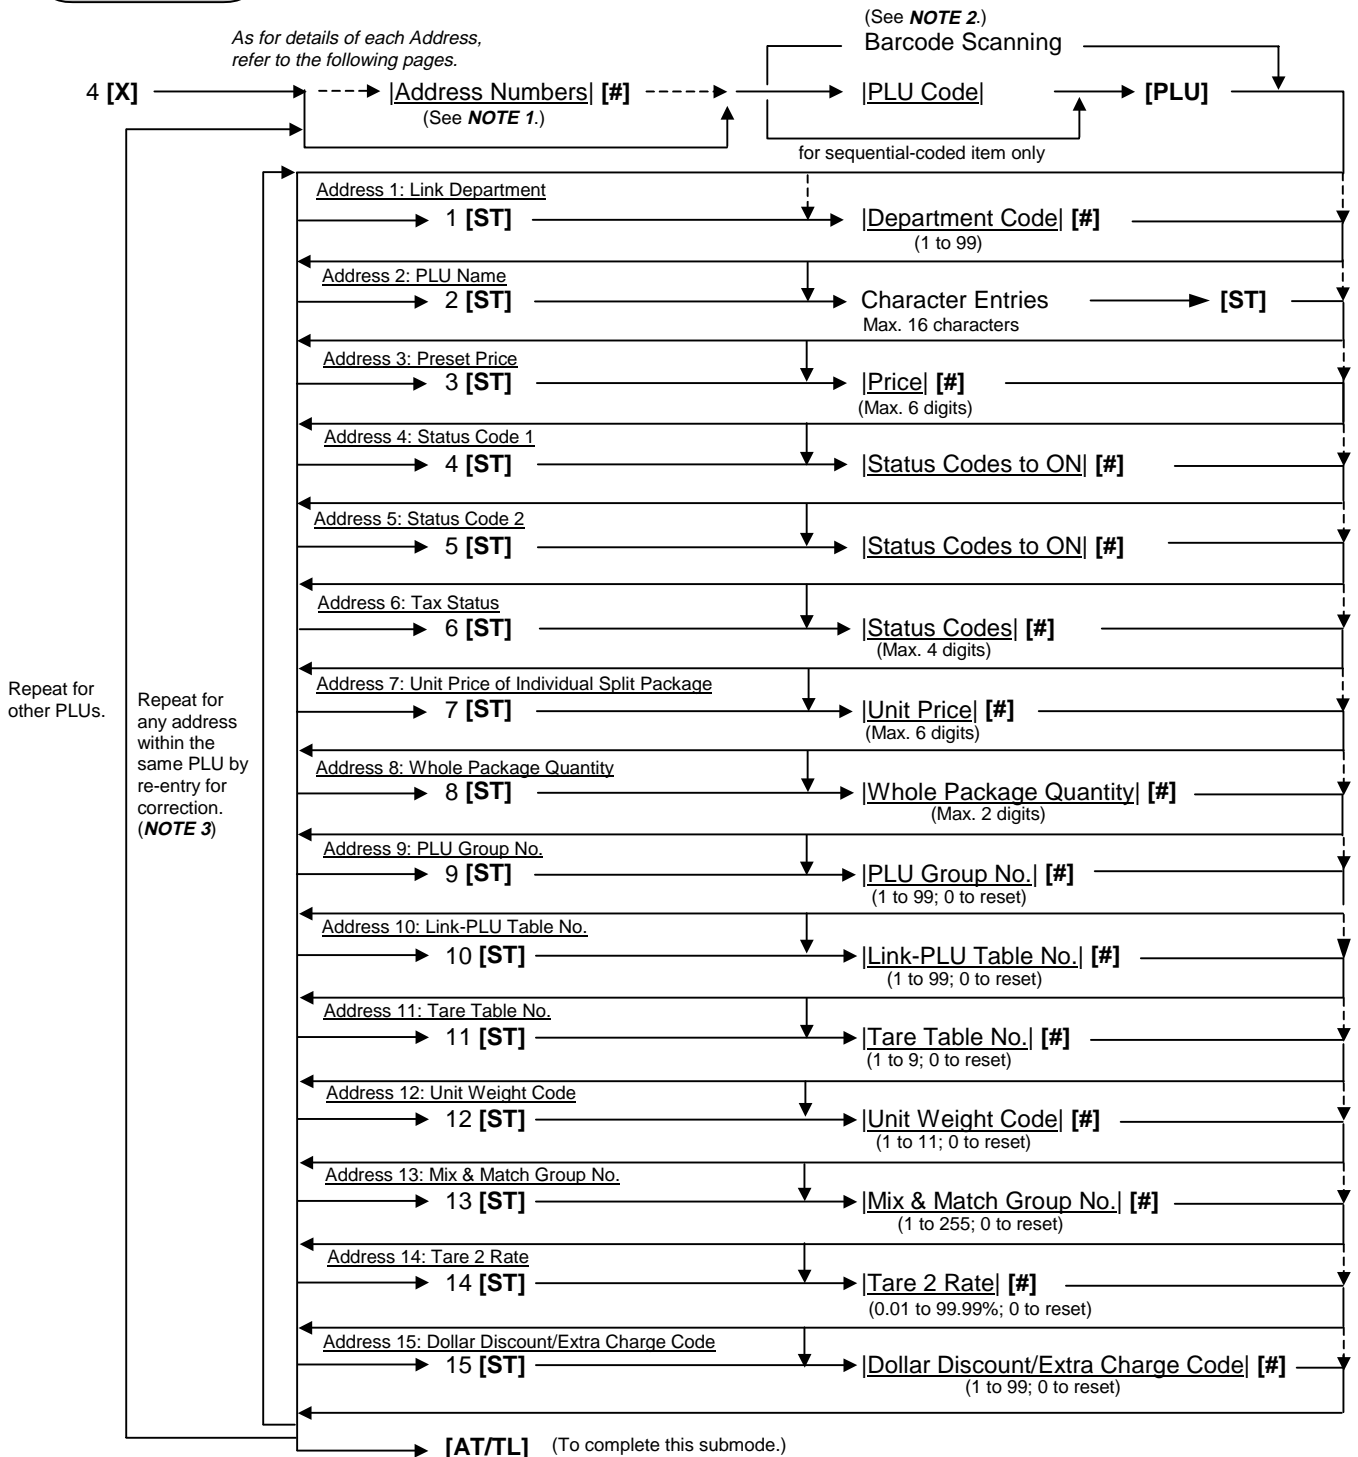 (See NOTE 2.)
As for details of each Address,
refer to the following pages.
Barcode Scanning
4 [X]
|Address Numbers| [#]
(See NOTE 1.)
|PLU Code|
[PLU]
for sequential-coded item only
Address 1: Link Department
1 [ST]
|Department Code| [#]
(1 to 99)
Address 2: PLU Name
2 [ST]
Character Entries
[ST]
Max. 16 characters
Address 3: Preset Price
3 [ST]
|Price| [#]
(Max. 6 digits)
Address 4: Status Code 1
4 [ST]
|Status Codes to ON| [#]
Address 5: Status Code 2
5 [ST]
|Status Codes to ON| [#]
Address 6: Tax Status
6 [ST]
|Status Codes| [#]
(Max. 4 digits)
Address 7: Unit Price of Individual Split Package
7 [ST]
|Unit Price| [#]
(Max. 6 digits)
Repeat for
other PLUs.
Repeat for
any address
within the
same PLU by
re-entry for
correction.
(NOTE 3)
Address 8: Whole Package Quantity
8 [ST]
|Whole Package Quantity| [#]
(Max. 2 digits)
Address 9: PLU Group No.
9 [ST]
|PLU Group No.| [#]
(1 to 99; 0 to reset)
Address 10: Link-PLU Table No.
10 [ST]
|Link-PLU Table No.| [#]
(1 to 99; 0 to reset)
Address 11: Tare Table No.
11 [ST]
|Tare Table No.| [#]
(1 to 9; 0 to reset)
Address 12: Unit Weight Code
12 [ST]
|Unit Weight Code| [#]
(1 to 11; 0 to reset)
Address 13: Mix & Match Group No.
13 [ST]
|Mix & Match Group No.| [#]
(1 to 255; 0 to reset)
Address 14: Tare 2 Rate
14 [ST]
|Tare 2 Rate| [#]
(0.01 to 99.99%; 0 to reset)
Address 15: Dollar Discount/Extra Charge Code
15 [ST]
|Dollar Discount/Extra Charge Code| [#]
(1 to 99; 0 to reset)
[AT/TL]
(To complete this submode.)